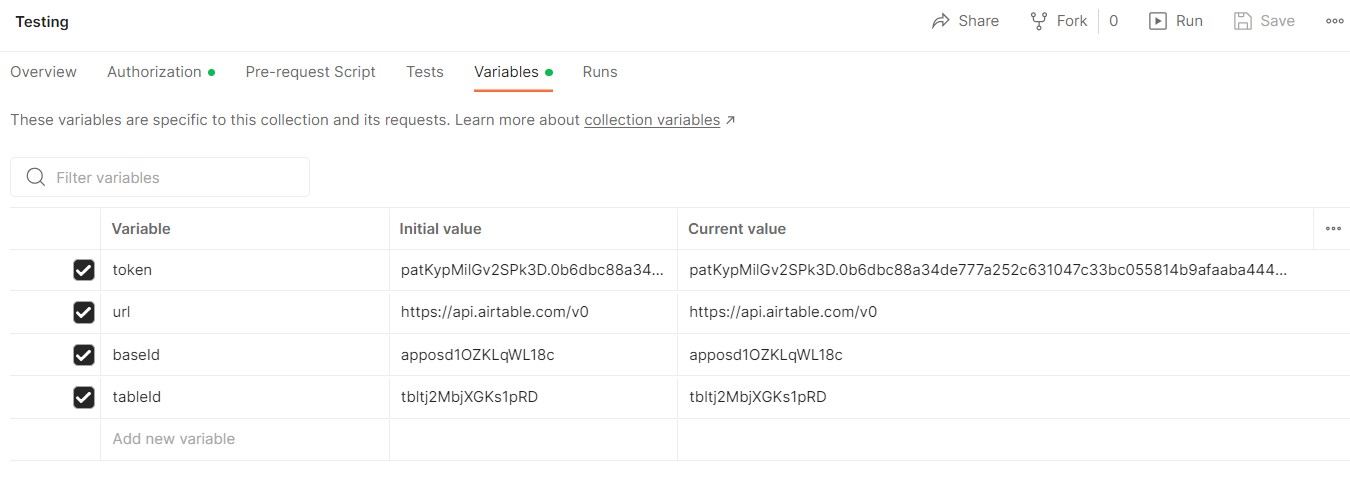 Testing
Share Fork 0 Run Save
Overview Authorization Pre-request Script Tests Variables Runs
These variables are specific to this collection and its requests. Learn more about collection variables ↗
Filter variables
Variable Initial value Current value
token patKypMilGv2SPk3D.0b6dbc88a34... patKypMilGv2SPk3D.0b6dbc88a34de777a252c631047c33bc055814b9afaaba444...
url https://api.airtable.com/v0 https://api.airtable.com/v0
baseId apposd1OZKLqWL18c apposd1OZKLqWL18c
tableId tbltj2MbjXGKs1pRD tbltj2MbjXGKs1pRD
Add new variable